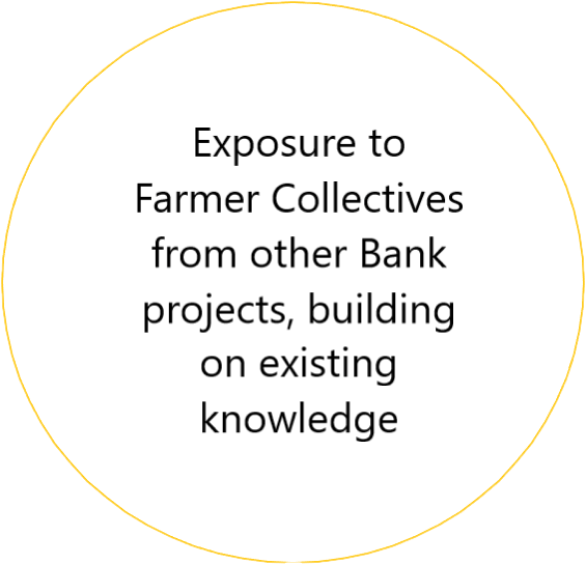 Exposure to
Farmer Collectives
from other Bank
projects, building
on existing
knowledge